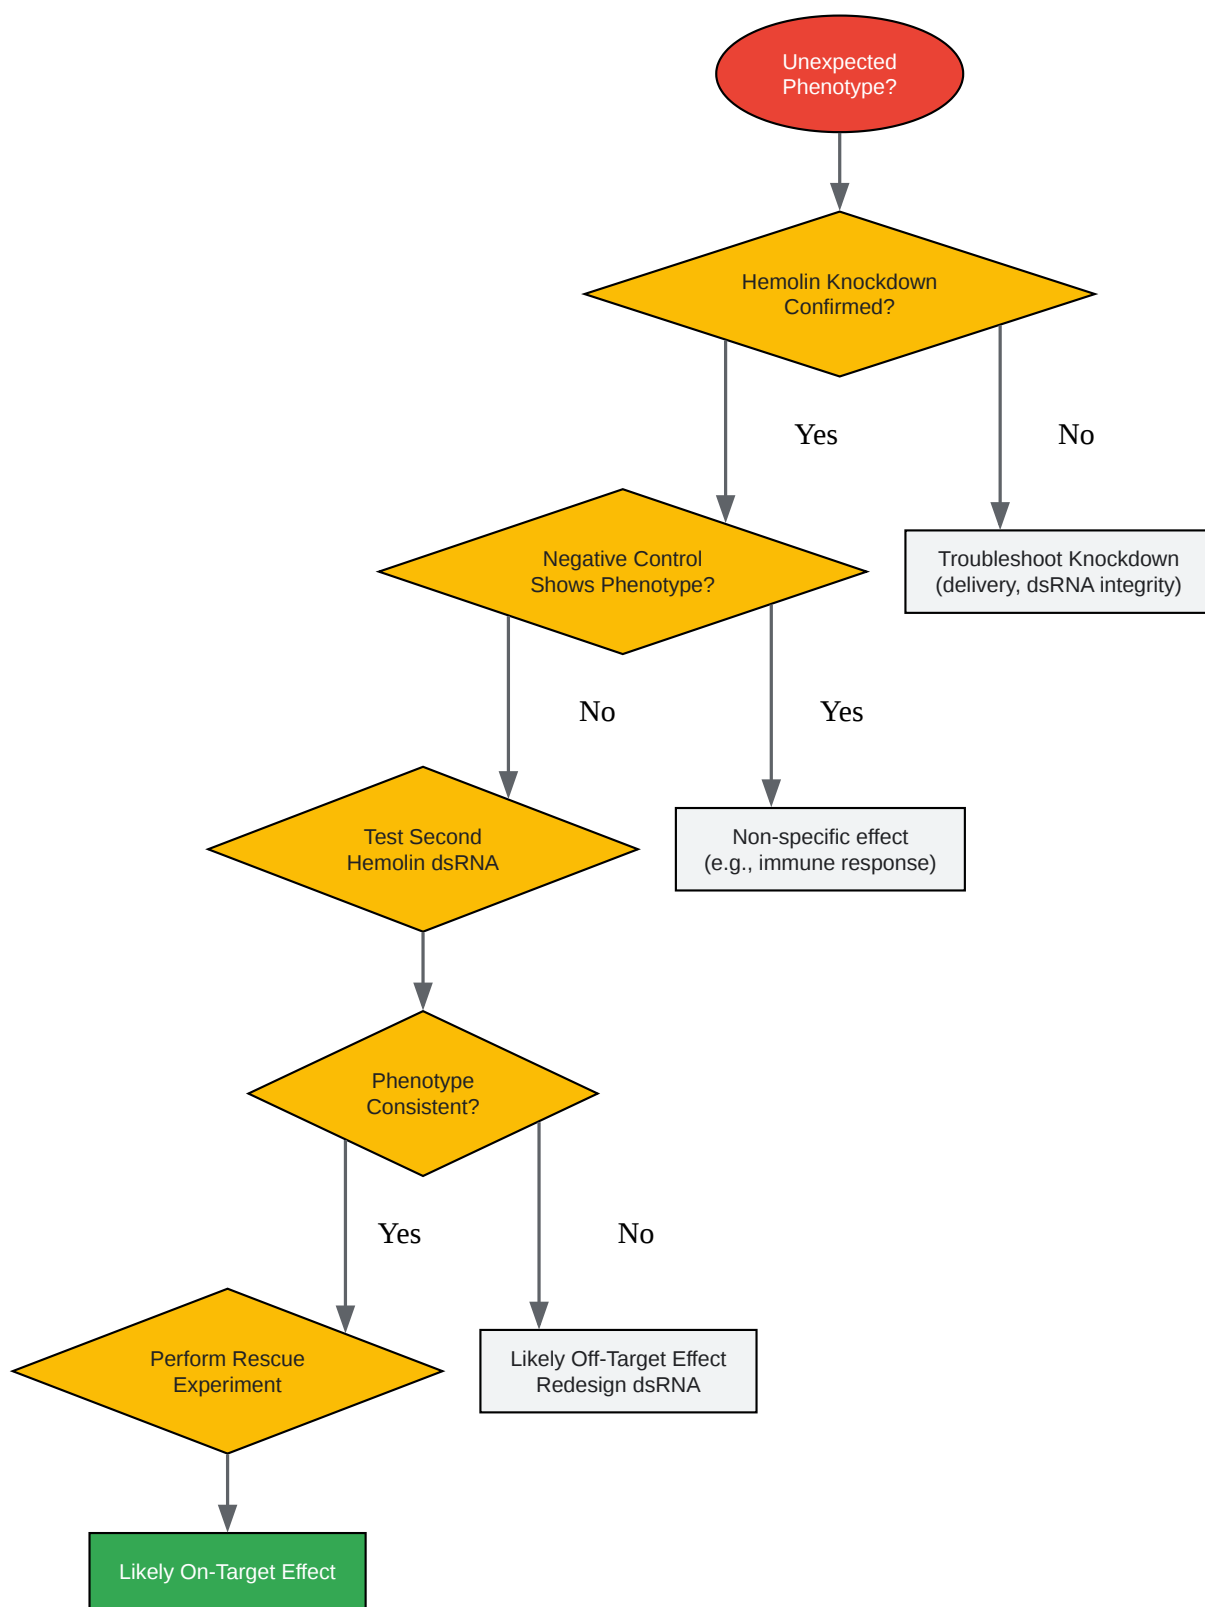 Unexpected
Phenotype?
Hemolin Knockdown
Confirmed?
Yes
No
Negative Control
Shows Phenotype?
Troubleshoot Knockdown
(delivery, dsRNA integrity)
No
Yes
Test Second
Hemolin dsRNA
Non-specific effect
(e.g., immune response)
Phenotype
Consistent?
Yes
No
Perform Rescue
Experiment
Likely Off-Target Effect
Redesign dsRNA
Likely On-Target Effect